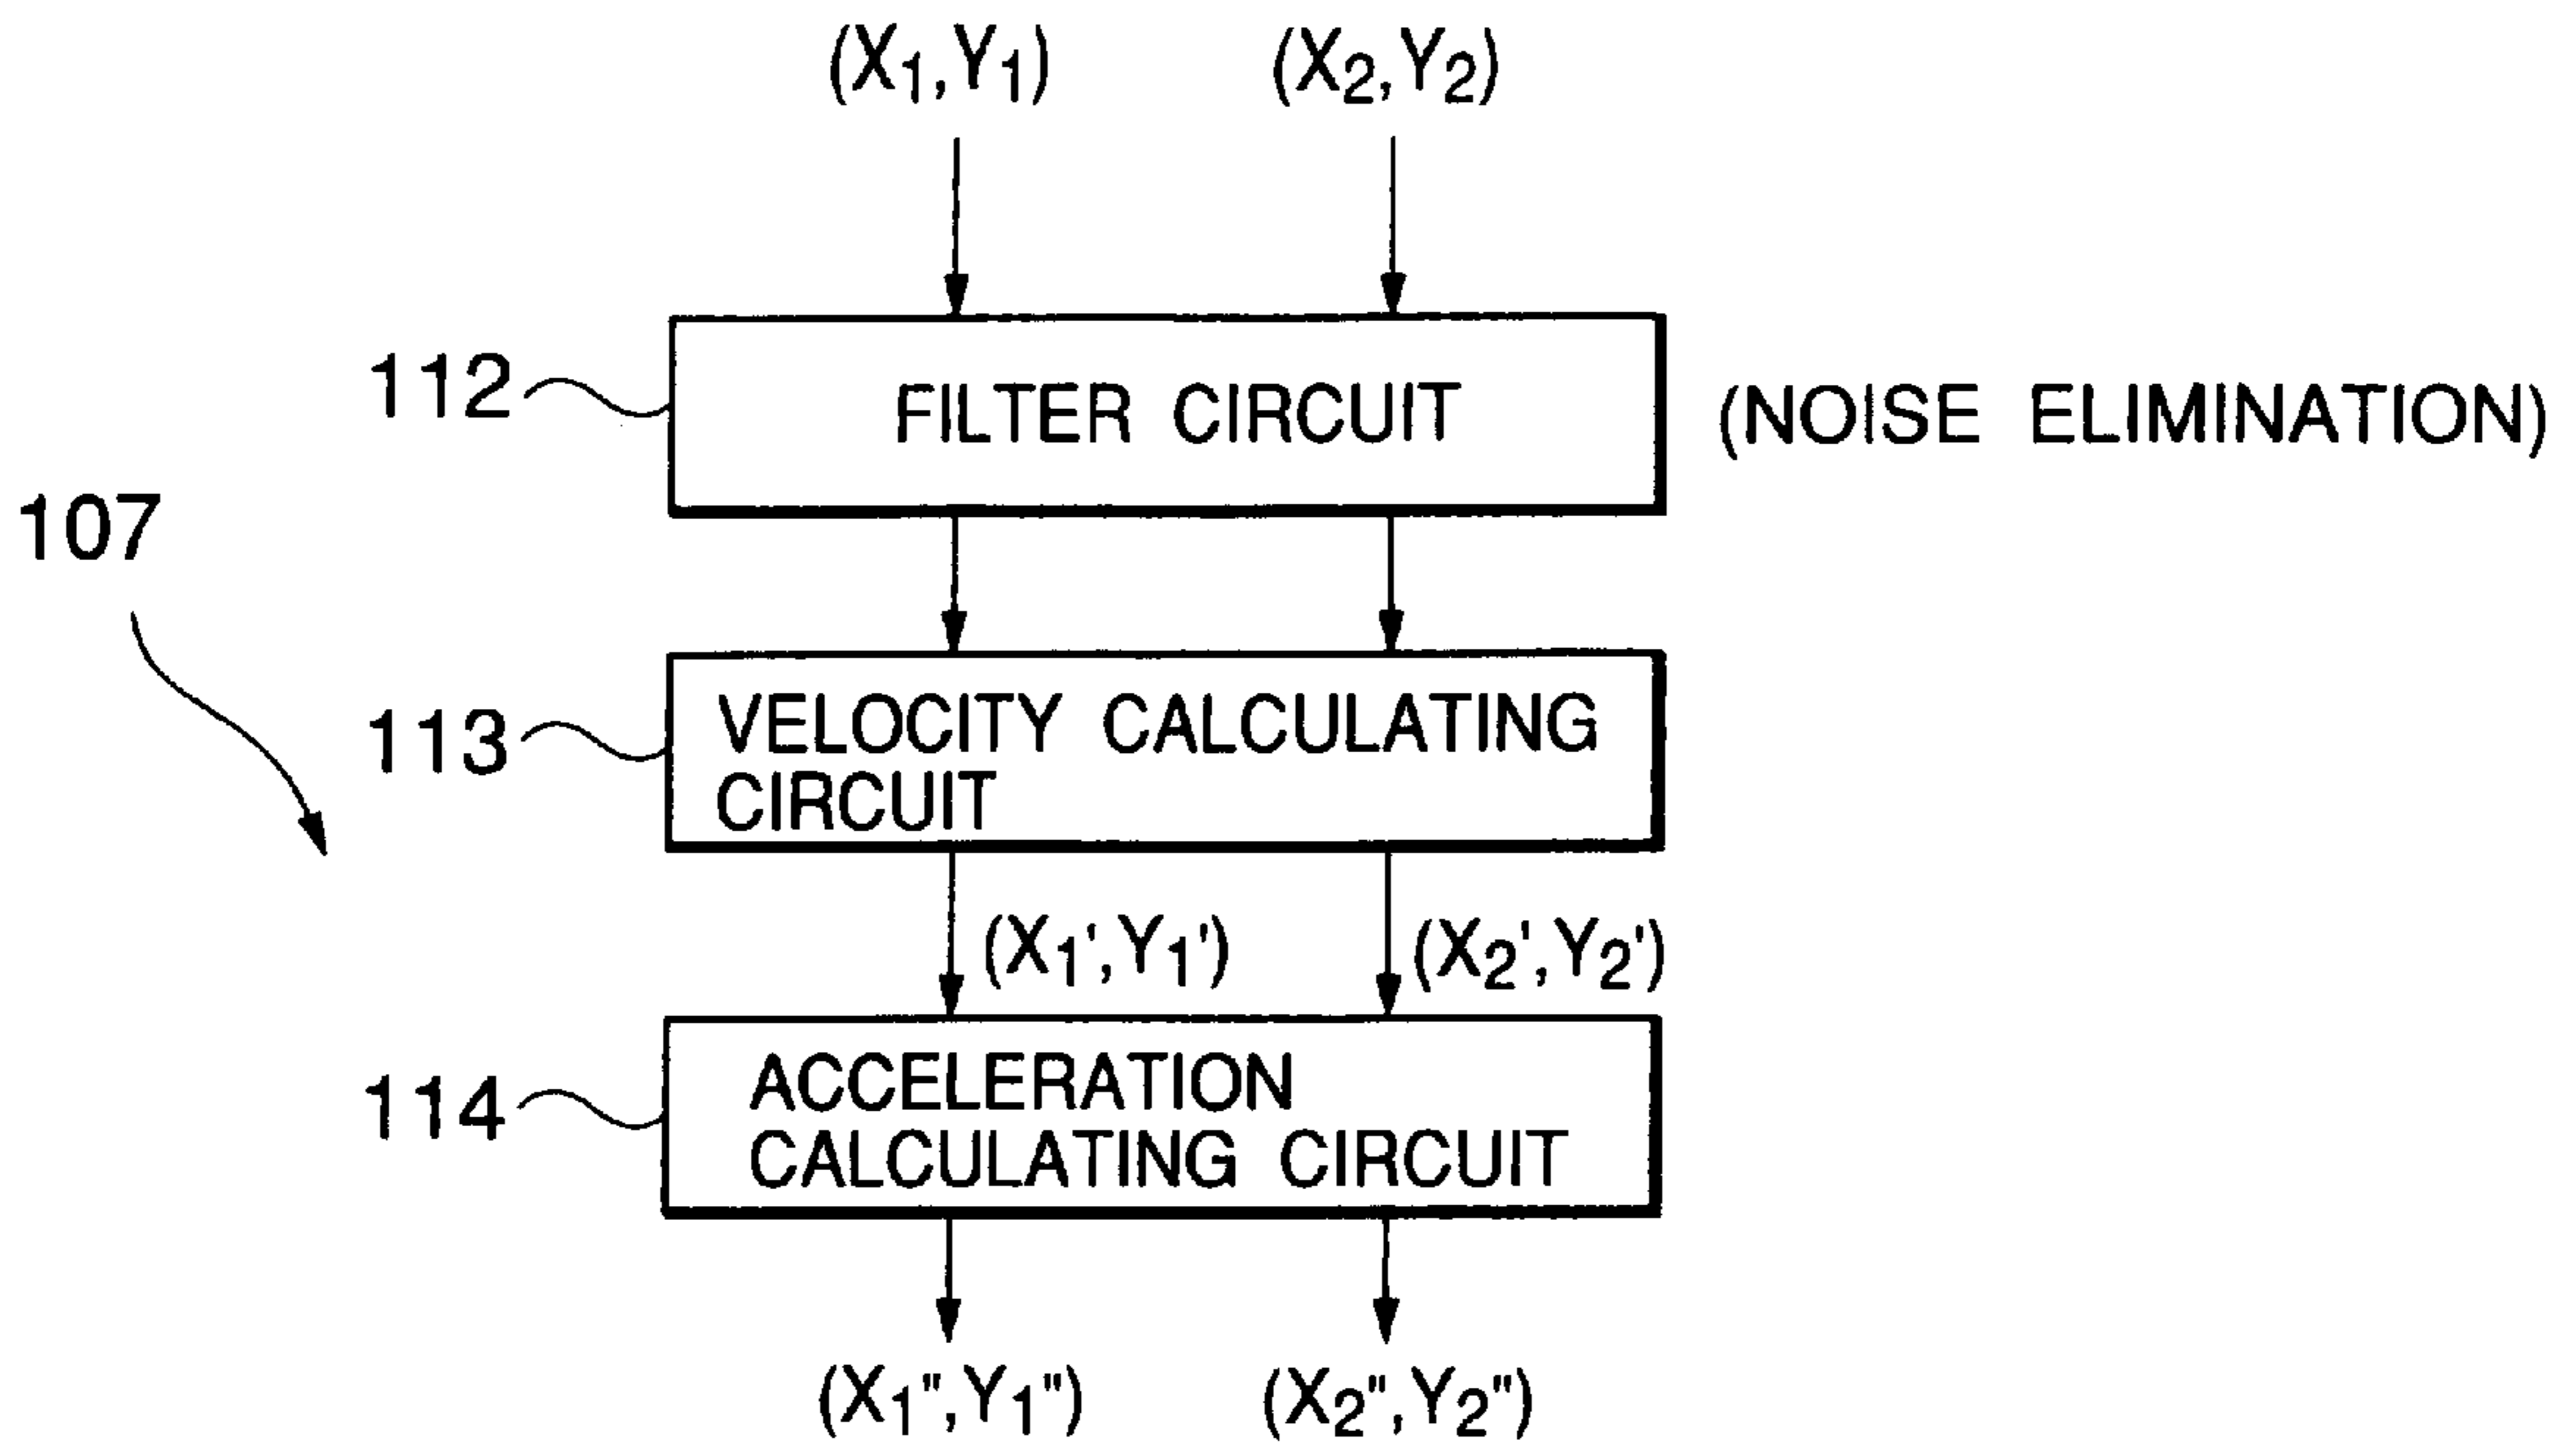 (X1,Y1) (X2,Y2)
112 FILTER CIRCUIT (NOISE ELIMINATION)
107
113 VELOCITY CALCULATING
CIRCUIT
(X1',Y1') (X2',Y2')
114 ACCELERATION
CALCULATING CIRCUIT
(X1",Y1") (X2",Y2")